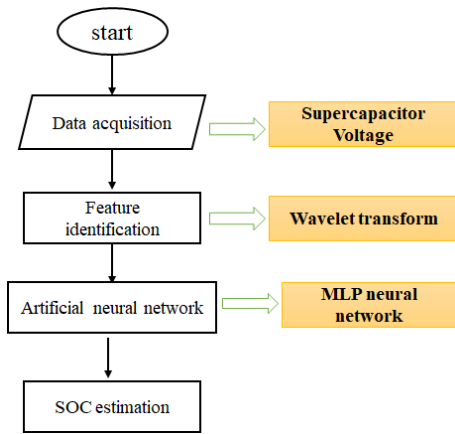 start
Data acquisition
Supercapacitor
Voltage
Feature
identification
Wavelet transform
Artificial neural network
MLP neural
network
SOC estimation